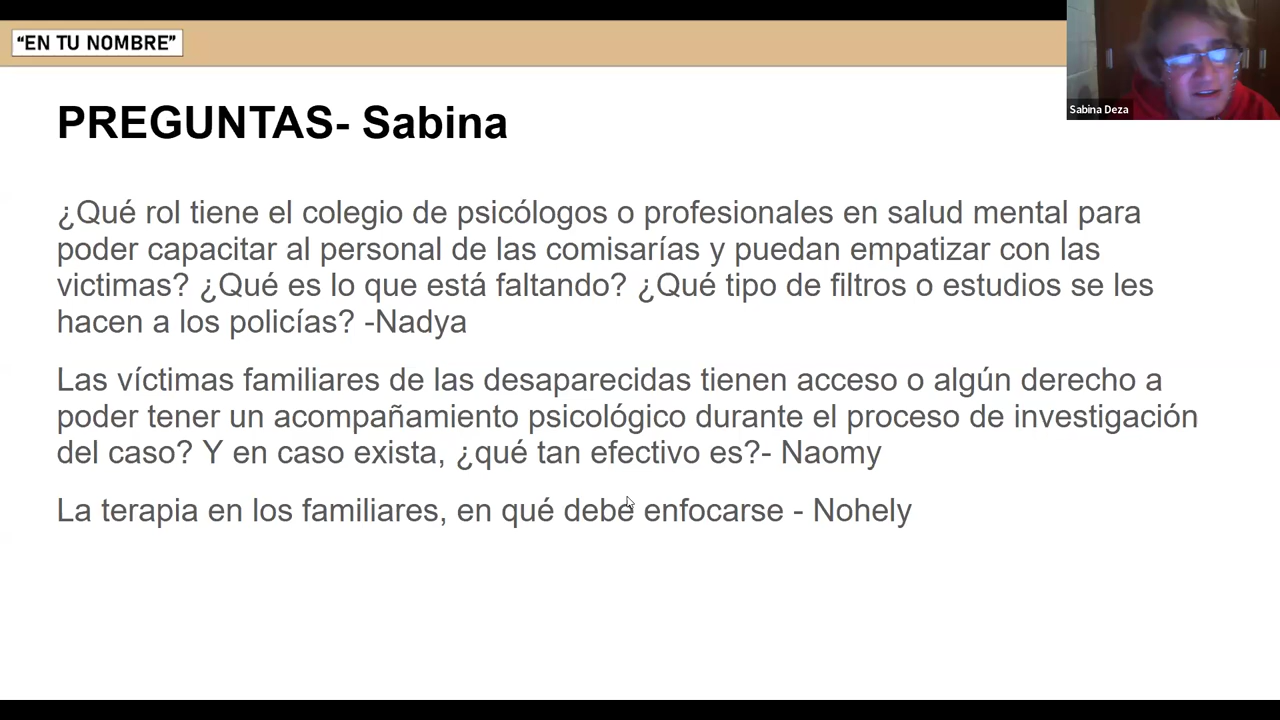 “EN TU NOMBRE”
Sabina Deza
PREGUNTAS- Sabina
¿Qué rol tiene el colegio de psicólogos o profesionales en salud mental para
poder capacitar al personal de las comisarías y puedan empatizar con las
victimas? ¿Qué es lo que está faltando? ¿Qué tipo de filtros o estudios se les
hacen a los policías? -Nadya
Las víctimas familiares de las desaparecidas tienen acceso o algún derecho a
poder tener un acompañamiento psicológico durante el proceso de investigación
del caso? Y en caso exista, ¿qué tan efectivo es?- Naomy
La terapia en los familiares, en qué debe enfocarse - Nohely